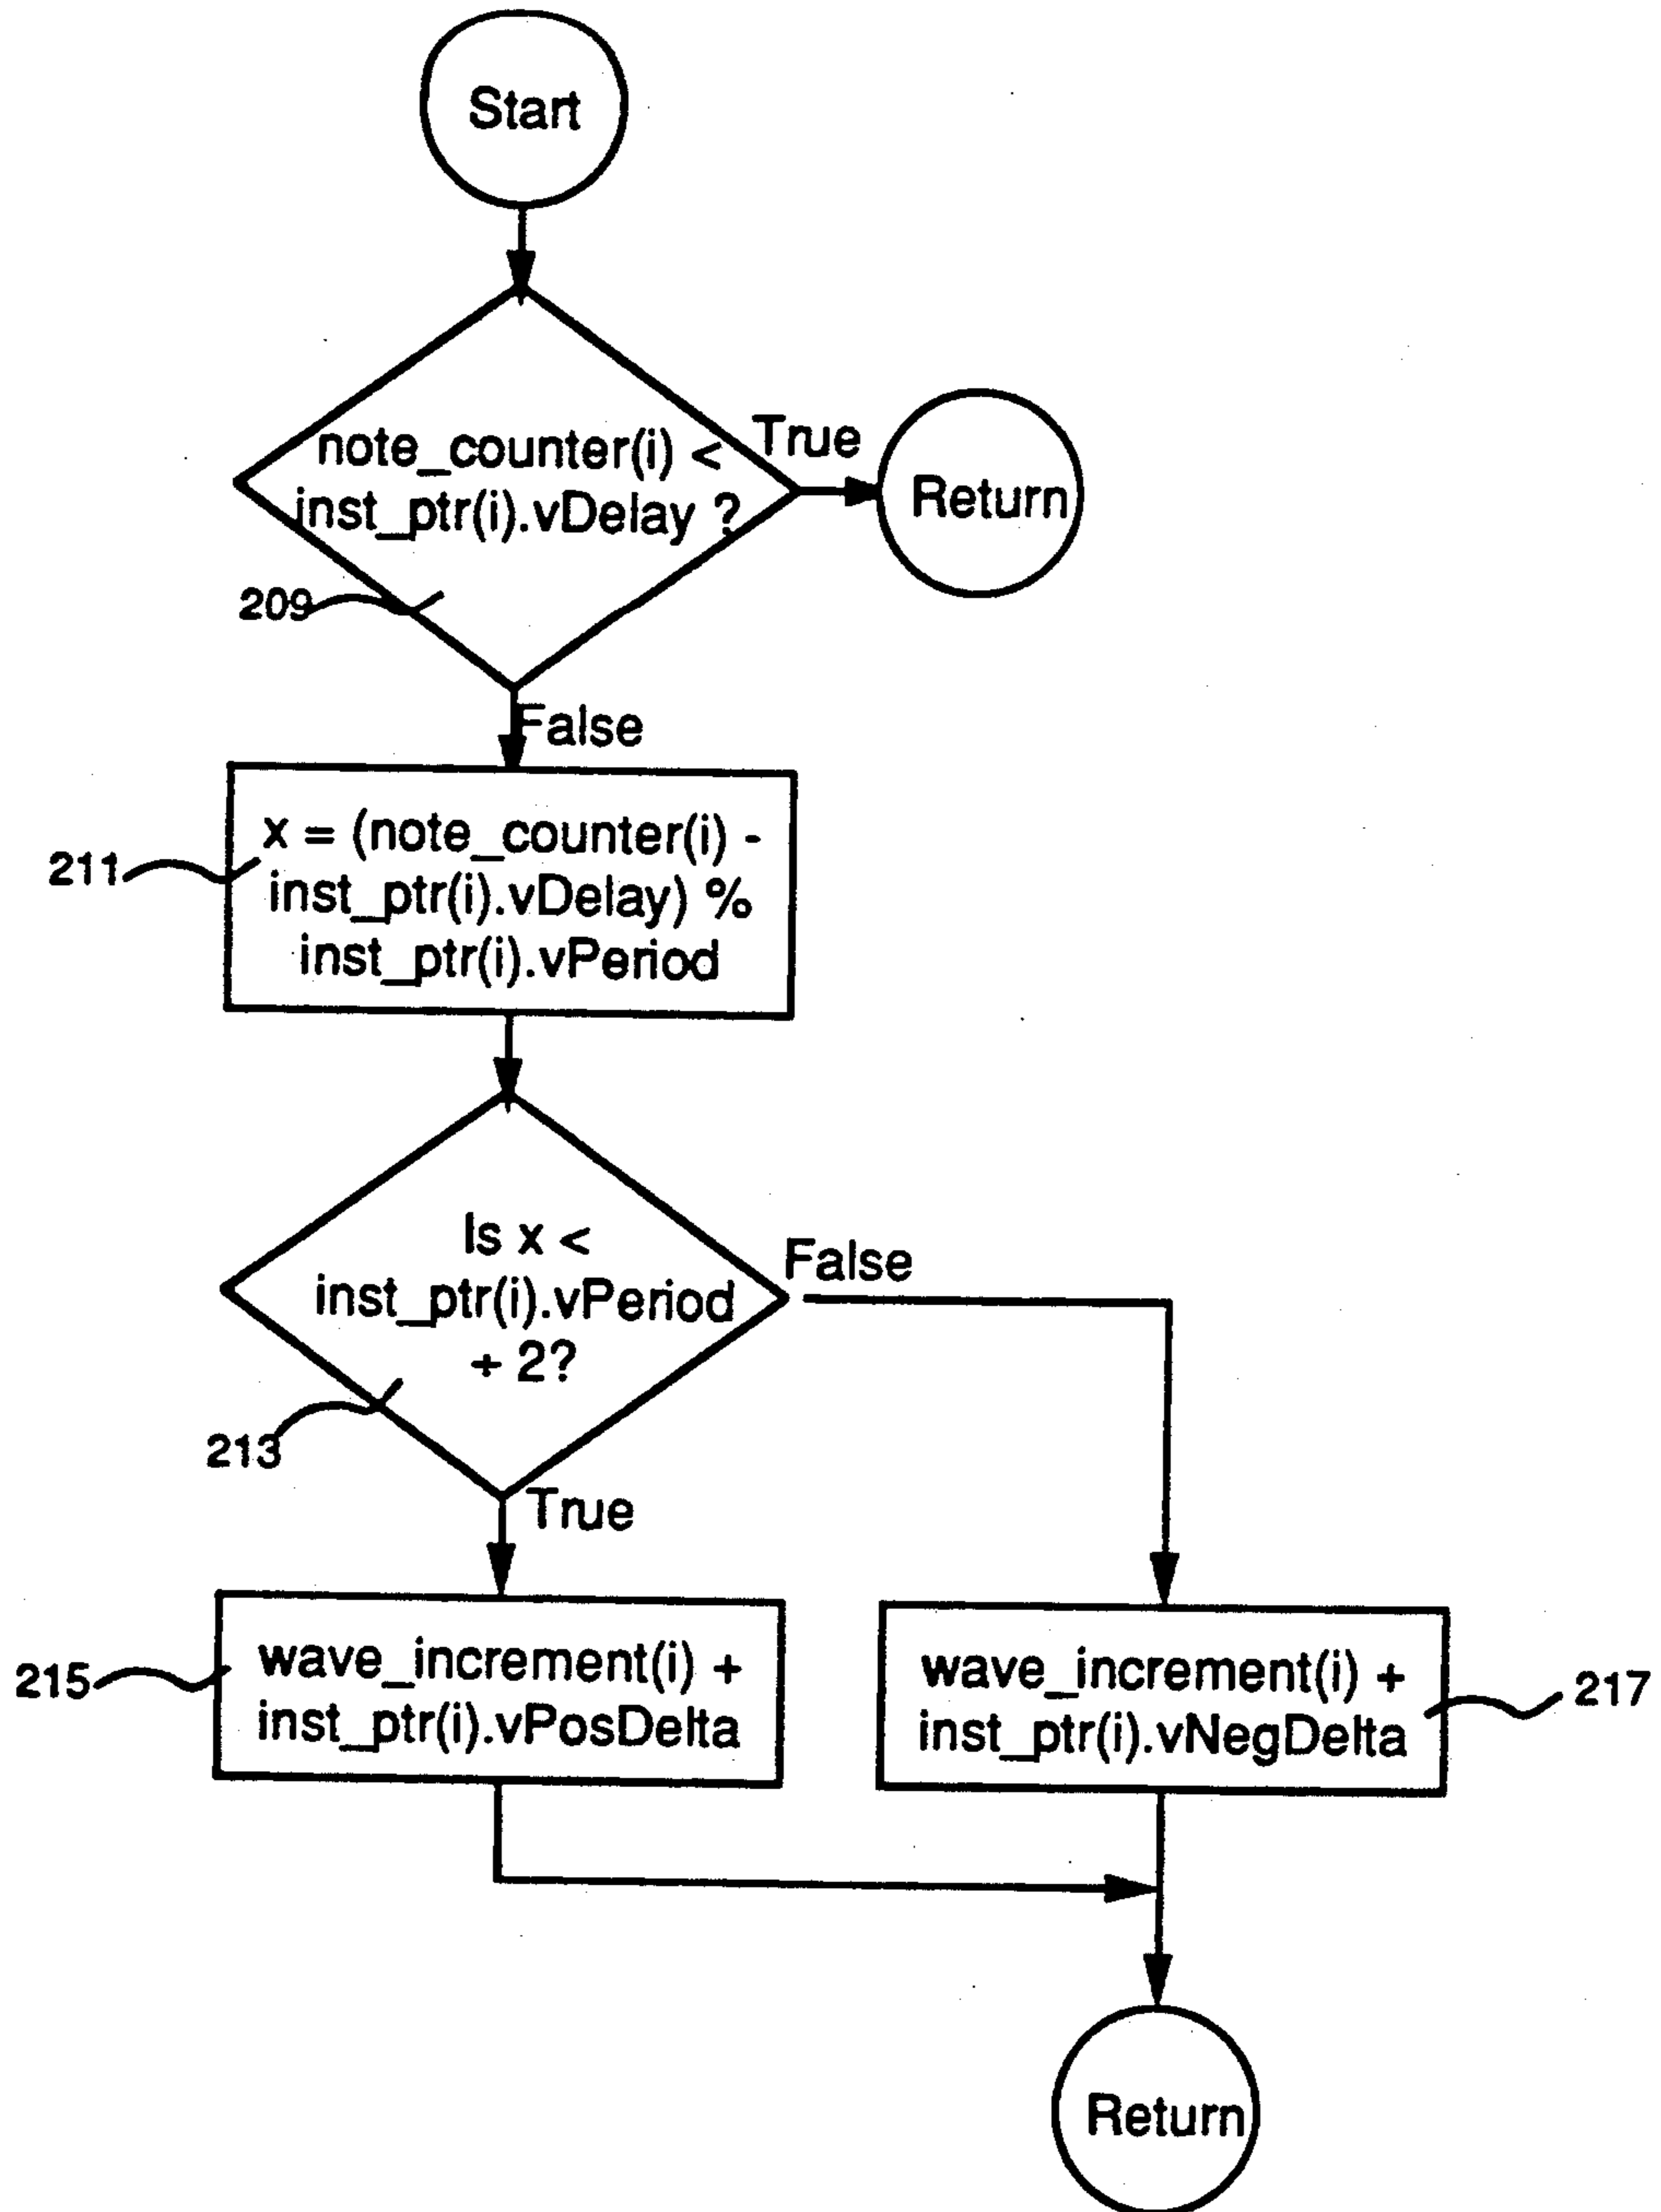 Start
note_counter(i) <
inst_ptr(i).vDelay ?
True
Return
209
False
x = (note_counter(i) -
inst_ptr(i).vDelay) %
inst_ptr(i).vPeriod
211
Is x <
inst_ptr(i).vPeriod
+ 2?
False
213
True
wave_increment(i) +
inst_ptr(i).vPosDelta
215
wave_increment(i) +
inst_ptr(i).vNegDelta
217
Return